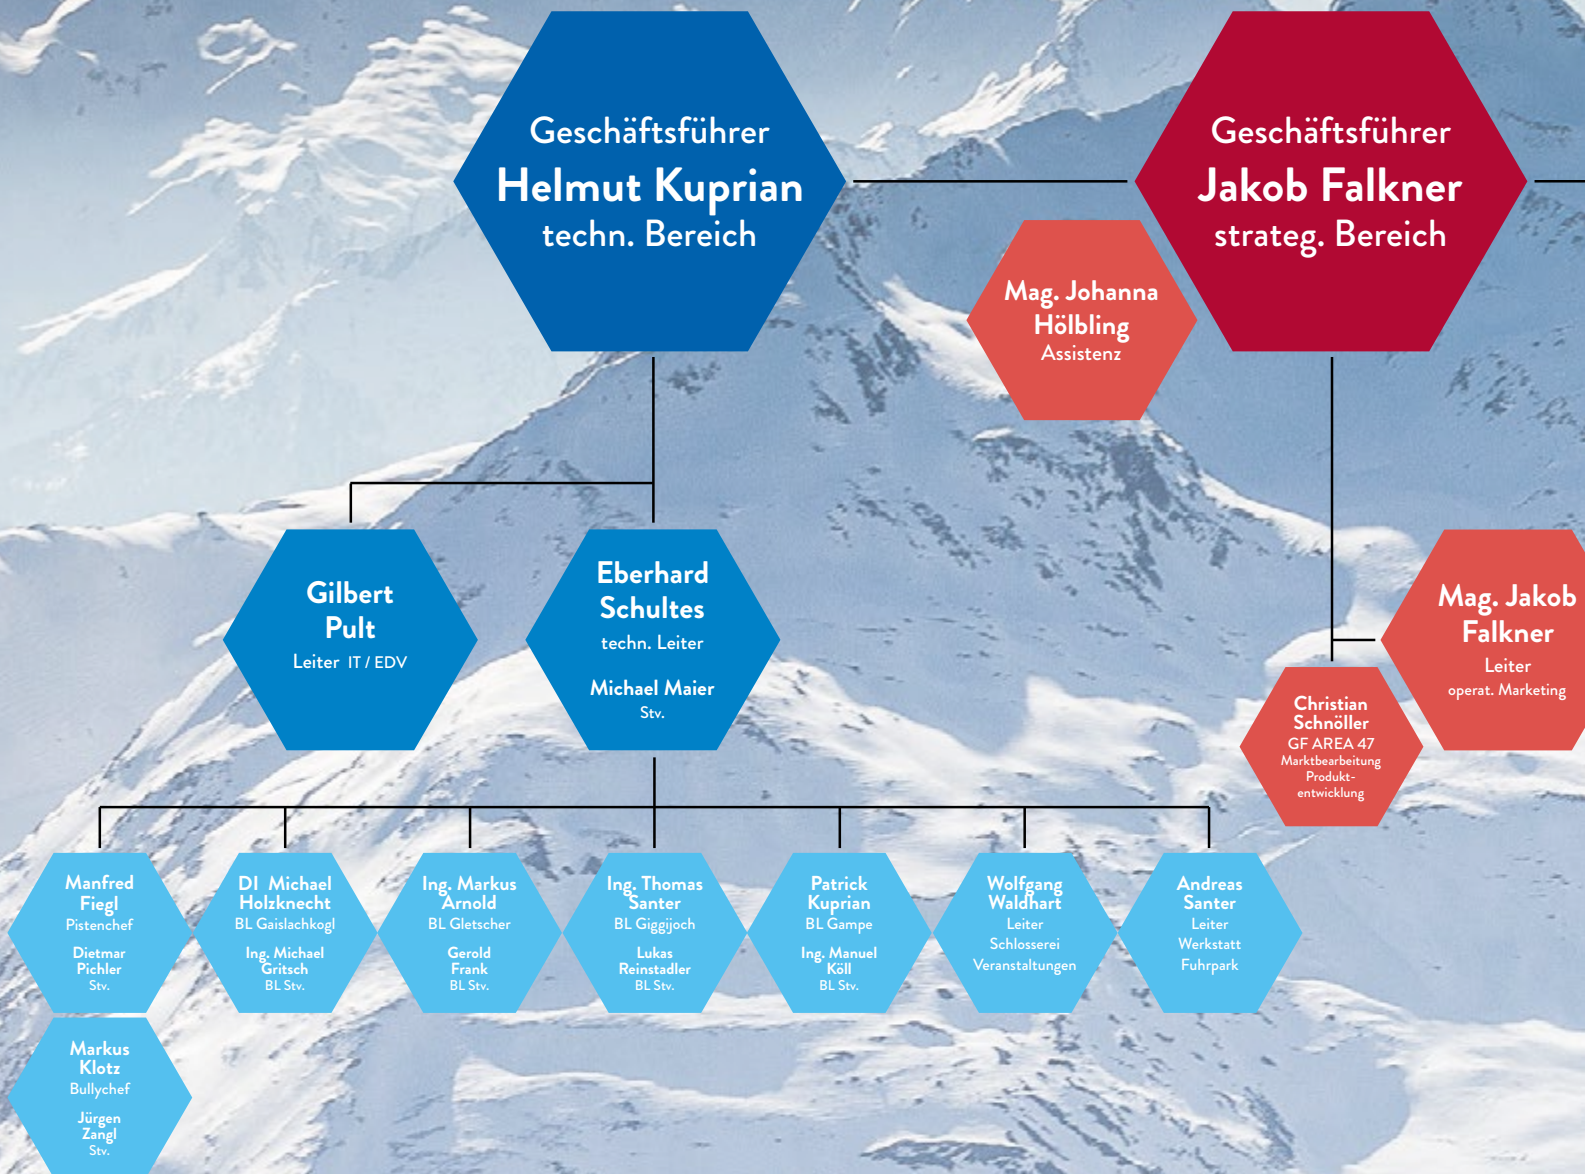 Geschäftsführer
Helmut Kuprian
techn. Bereich
Geschäftsführer
Jakob Falkner
strateg. Bereich
Mag. Johanna
Hölbling
Assistenz
Gilbert
Pult
Leiter IT / EDV
Eberhard
Schultes
techn. Leiter
Michael Maier
Stv.
Mag. Jakob
Falkner
Leiter
operat. Marketing
Christian
Schnöller
GF AREA 47
Marktbearbeitung
Produkt-
entwicklung
Manfred
Fiegl
Pistenchef
Dietmar
Pichler
Stv.
DI Michael
Holzknecht
BL Gaislachkogl
Ing. Michael
Gritsch
BL Stv.
Ing. Markus
Arnold
BL Gletscher
Gerold
Frank
BL Stv.
Ing. Thomas
Santer
BL Giggijoch
Lukas
Reinstadler
BL Stv.
Patrick
Kuprian
BL Gampe
Ing. Manuel
Köll
BL Stv.
Wolfgang
Waldhart
Leiter
Schlosserei
Veranstaltungen
Andreas
Santer
Leiter
Werkstatt
Fuhrpark
Markus
Klotz
Bullychef
Jürgen
Zangl
Stv.